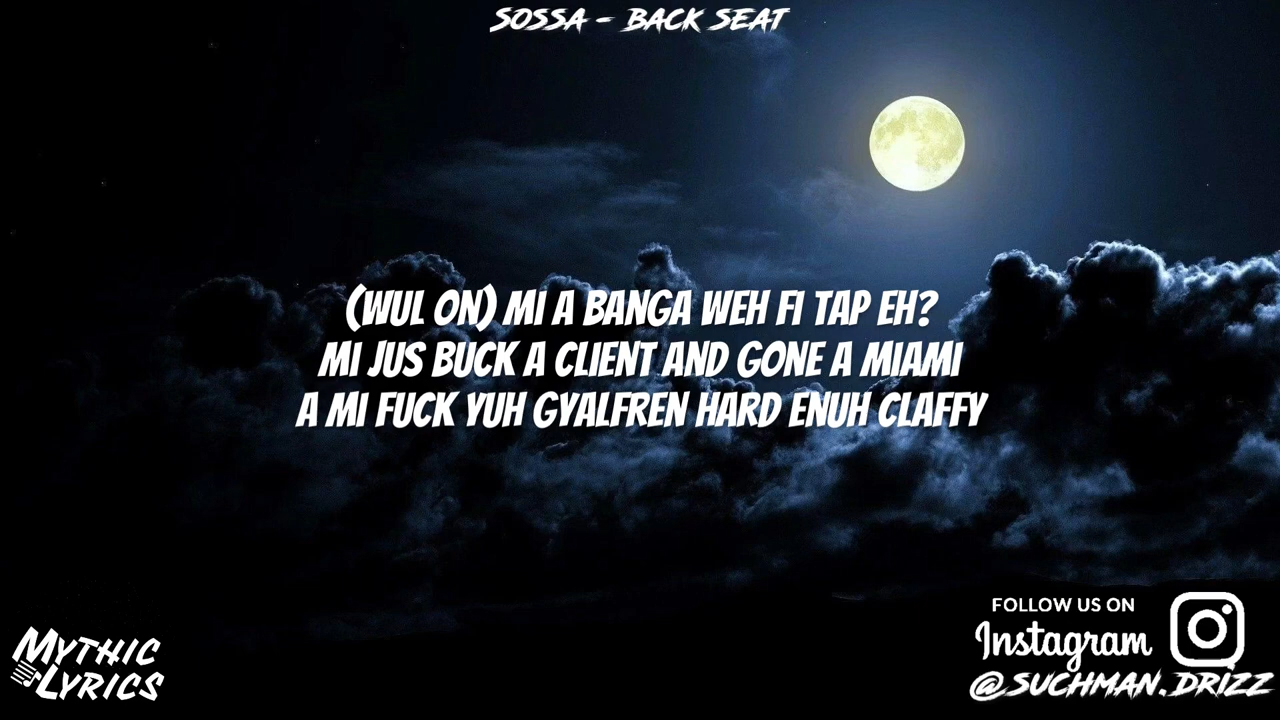 SOSSA - BACK SEAT
(WUL ON) MI A BANGA WEH FI TAP EH?
MI JUS BUCK A CLIENT AND GONE A MIAMI
A MI FUCK YUH GYALFREN HARD ENUH CLAFFY
MYTHIC
LYRICS
FOLLOW US ON
Instagram
@SUCHMAN.DRIZZ